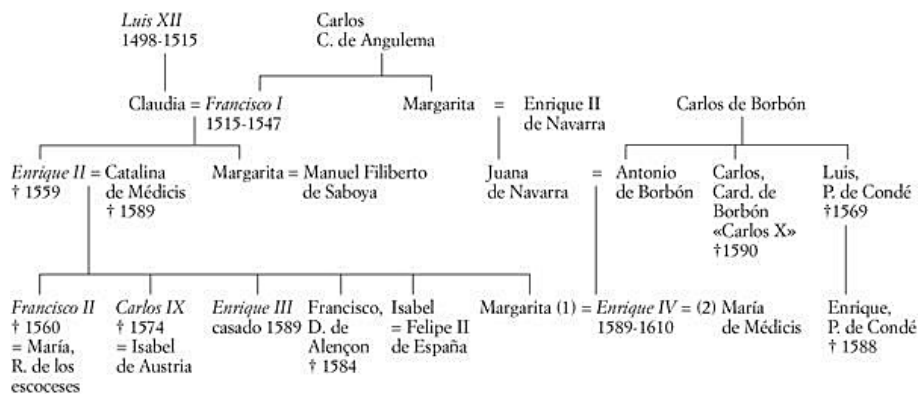 Luis XII
1498-1515
Carlos
C. de Angulema
Claudia = Francisco I
1515-1547
Margarita = Enrique II
de Navarra
Carlos de Borbón
Enrique II = Catalina
† 1559 de Médicis
† 1589
Margarita = Manuel Filiberto
de Saboya
Juana = Antonio
de Navarra de Borbón
Carlos,
Card. de
Borbón
«Carlos X»
†1590
Luis,
P. de Condé
†1569
Francisco II
† 1560
= María,
R. de los
escoceses
Carlos IX
† 1574
= Isabel
de Austria
Enrique III
casado 1589
Francisco,
D. de
Alençon
† 1584
Isabel
= Felipe II
de España
Margarita (1) = Enrique IV = (2) María
1589-1610 de Médicis
Enrique,
P. de Condé
† 1588